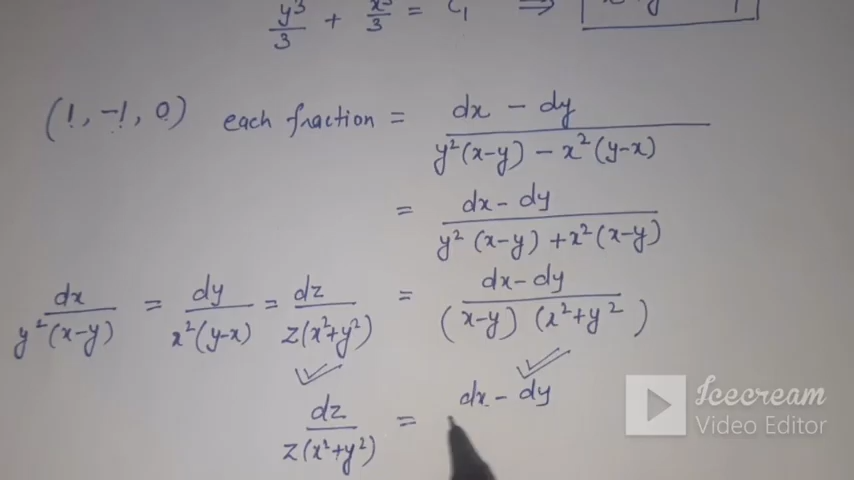 y³/3 + x³/3 = C₁ ⟹
(1, -1, 0) each fraction = dx - dy / y²(x-y) - x²(y-x)
= dx - dy / y²(x-y) + x²(x-y)
dx / y²(x-y) = dy / x²(y-x) = dz / z(x²+y²) = dx - dy / (x-y)(x²+y²)
dz / z(x²+y²) = dx - dy
Icecream
Video Editor